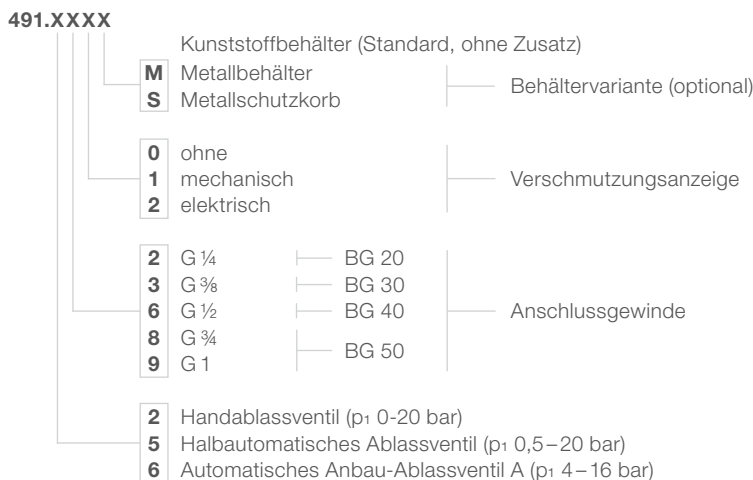 491.XXXX
Kunststoffbehälter (Standard, ohne Zusatz)
M Metallbehälter
S Metallschutzkorb
Behältervariante (optional)
0 ohne
1 mechanisch
2 elektrisch
Verschmutzungsanzeige
2 G ¼ BG 20
3 G ⅜ BG 30
6 G ½ BG 40
8 G ¾
9 G 1
BG 50
Anschlussgewinde
2 Handablassventil (p₁ 0-20 bar)
5 Halbautomatisches Ablassventil (p₁ 0,5–20 bar)
6 Automatisches Anbau-Ablassventil A (p₁ 4–16 bar)